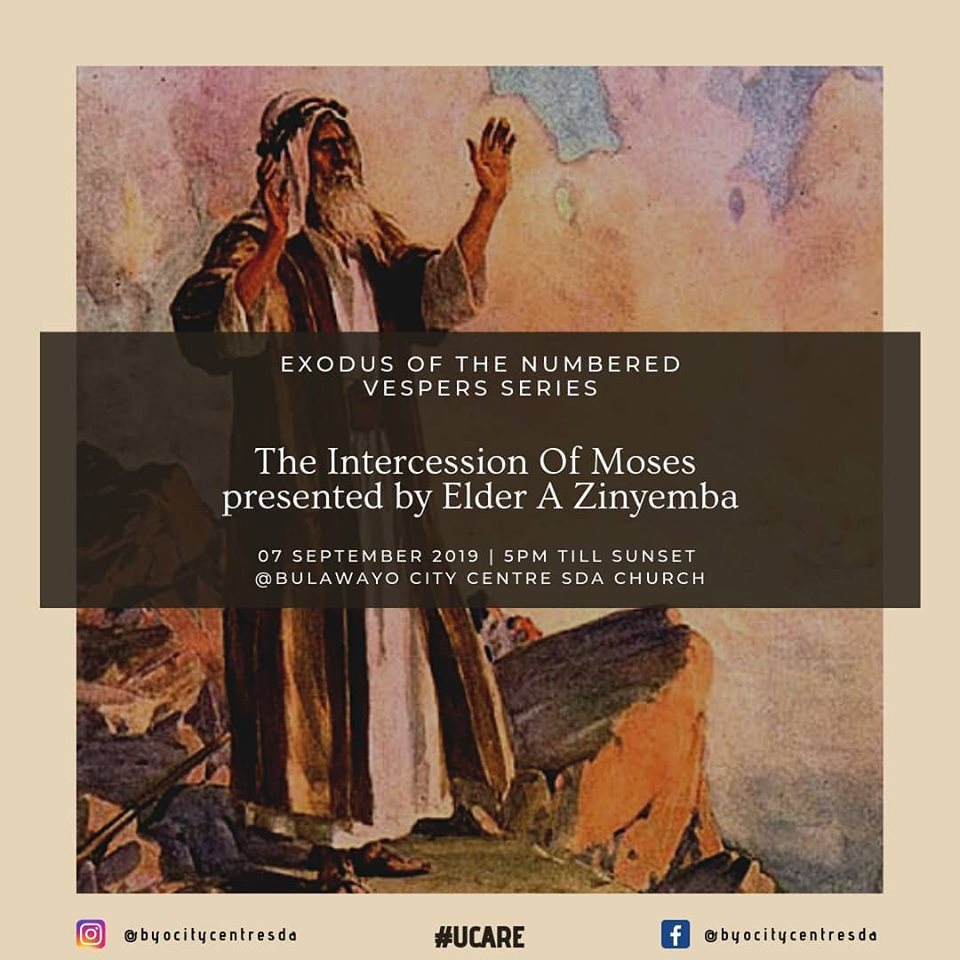 EXODUS OF THE NUMBERED
VESPERS SERIES
The Intercession Of Moses
presented by Elder A Zinyemba
07 SEPTEMBER 2019 | 5PM TILL SUNSET
@BULAWAYO CITY CENTRE SDA CHURCH
@byocitycentresda
#UCARE
@byocitycentresda